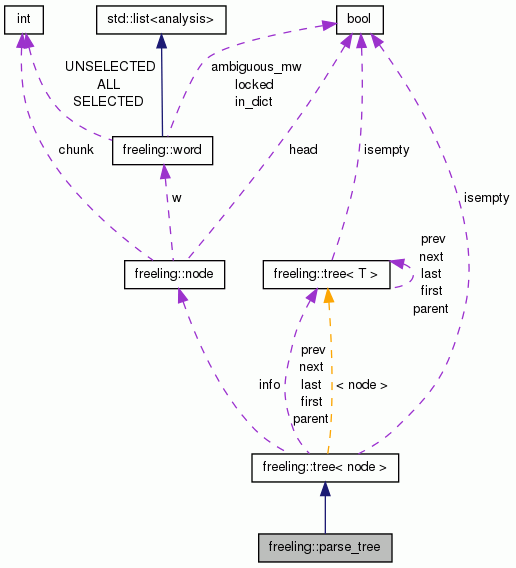 int
std::list<analysis>
bool
UNSELECTED
ALL
SELECTED
ambiguous_mw
locked
in_dict
freeling::word
chunk
head
isempty
w
isempty
freeling::node
freeling::tree< T >
prev
next
last
first
parent
info
prev
next
last
first
parent
< node >
freeling::tree< node >
freeling::parse_tree